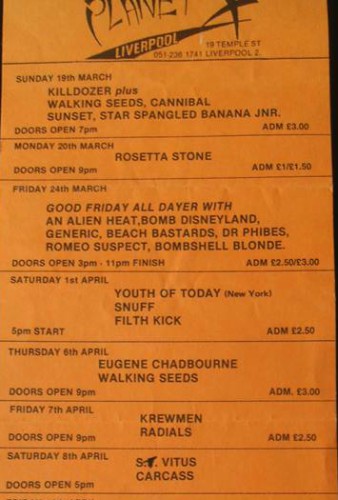 PLANET X
LIVERPOOL
19 TEMPLE ST
051-236 1741 LIVERPOOL 2.
SUNDAY 19th MARCH
KILLDOZER plus
WALKING SEEDS, CANNIBAL
SUNSET, STAR SPANGLED BANANA JNR.
DOORS OPEN 7pm ADM £3.00
MONDAY 20th MARCH
ROSETTA STONE
DOORS OPEN 9pm ADM £1/£1.50
FRIDAY 24th MARCH
GOOD FRIDAY ALL DAYER WITH
AN ALIEN HEAT,BOMB DISNEYLAND,
GENERIC, BEACH BASTARDS, DR PHIBES,
ROMEO SUSPECT, BOMBSHELL BLONDE.
DOORS OPEN 3pm - 11pm FINISH ADM £2.50/£3.00
SATURDAY 1st APRIL
YOUTH OF TODAY (New York)
SNUFF
FILTH KICK
5pm START ADM £2.50
THURSDAY 6th APRIL
EUGENE CHADBOURNE
WALKING SEEDS
DOORS OPEN 9pm ADM. £3.00
FRIDAY 7th APRIL
KREWMEN
RADIALS
DOORS OPEN 9pm ADM £2.50
SATURDAY 8th APRIL
ST. VITUS
CARCASS
DOORS OPEN 5pm